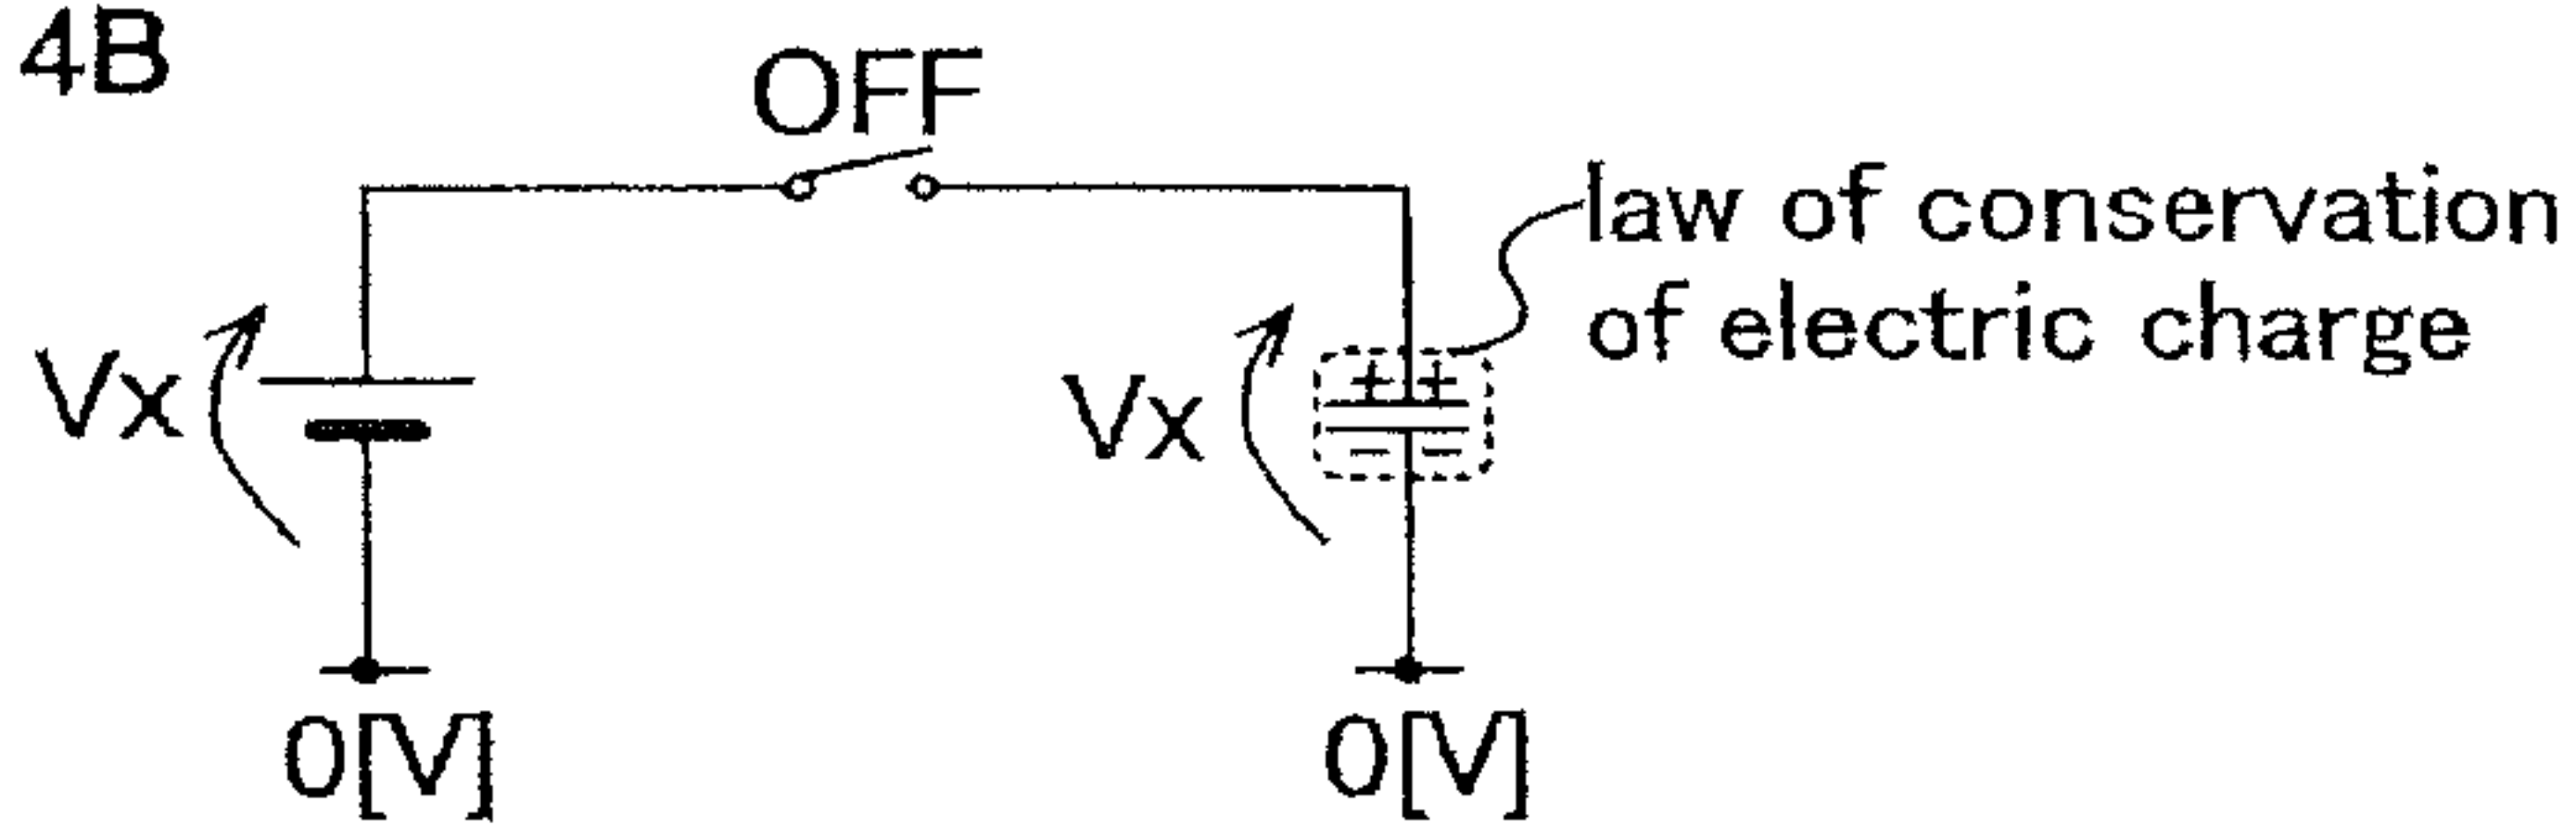 4B
OFF
law of conservation
of electric charge
Vx
Vx
++
--
0[V]
0[V]